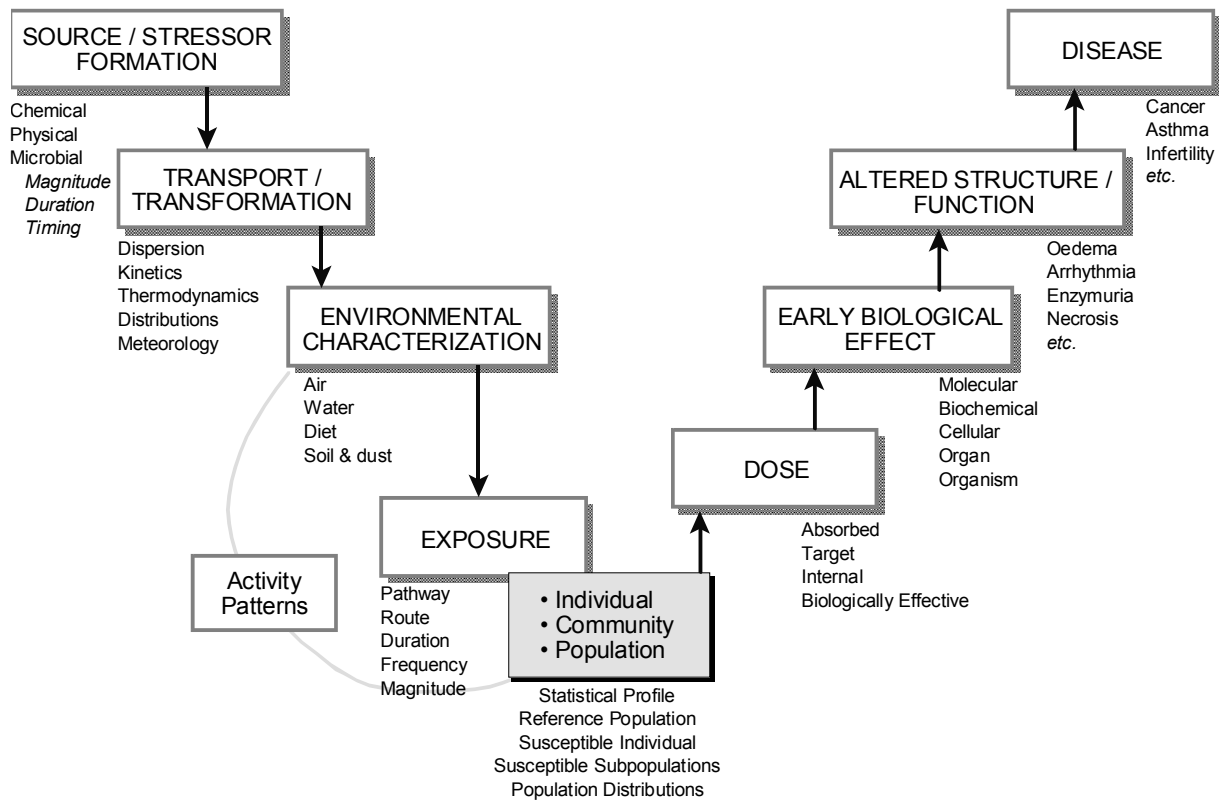 SOURCE / STRESSOR
FORMATION
Chemical
Physical
Microbial
Magnitude
Duration
Timing
TRANSPORT /
TRANSFORMATION
Dispersion
Kinetics
Thermodynamics
Distributions
Meteorology
ENVIRONMENTAL
CHARACTERIZATION
Air
Water
Diet
Soil & dust
Activity
Patterns
EXPOSURE
Pathway
Route
Duration
Frequency
Magnitude
• Individual
• Community
• Population
Statistical Profile
Reference Population
Susceptible Individual
Susceptible Subpopulations
Population Distributions
DOSE
Absorbed
Target
Internal
Biologically Effective
EARLY BIOLOGICAL
EFFECT
Molecular
Biochemical
Cellular
Organ
Organism
ALTERED STRUCTURE /
FUNCTION
Oedema
Arrhythmia
Enzymuria
Necrosis
etc.
DISEASE
Cancer
Asthma
Infertility
etc.